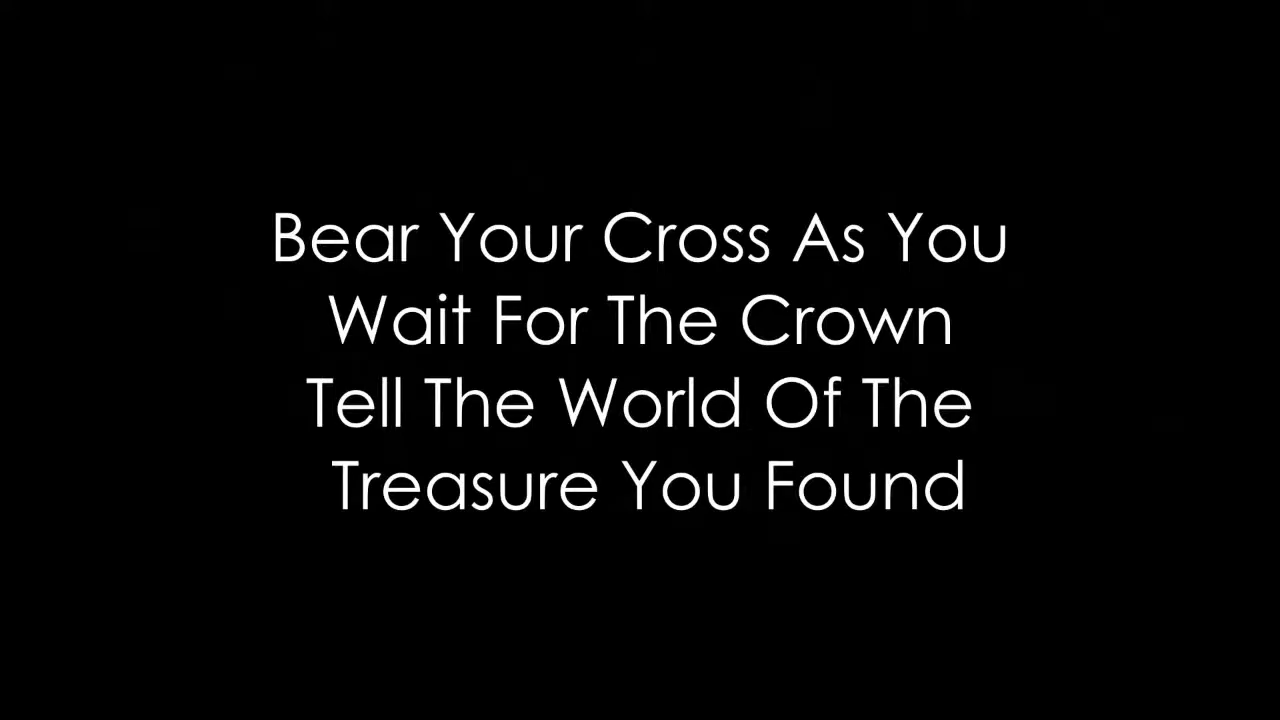 Bear Your Cross As You
Wait For The Crown
Tell The World Of The
Treasure You Found